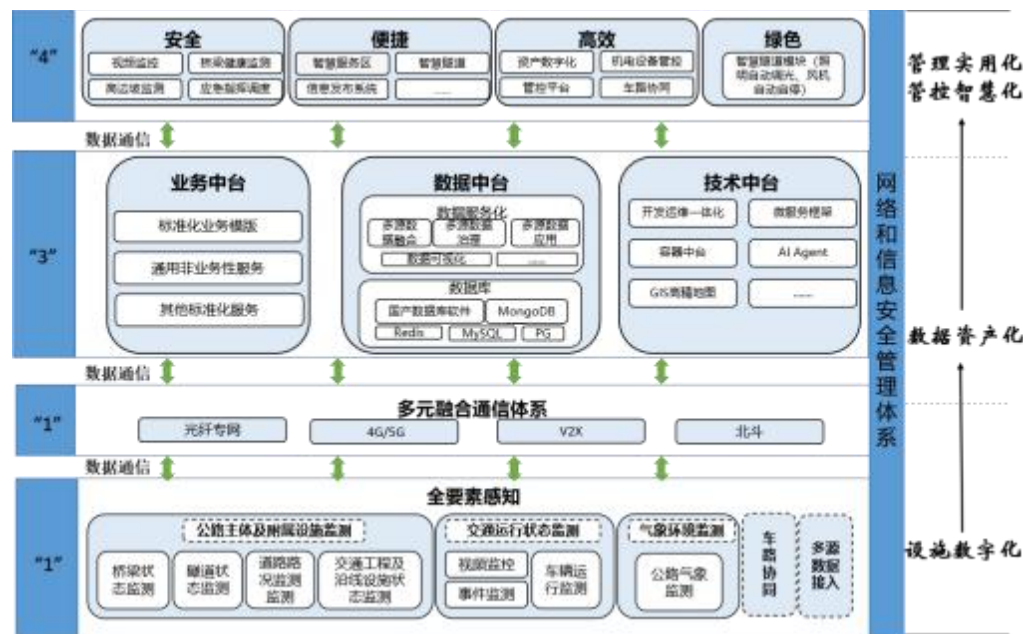 "4"
安全
视频监控
桥梁健康监测
高边坡监测
应急指挥调度
便捷
智慧服务区
智慧隧道
信息发布系统
......
高效
资产数字化
机电设备管控
管控平台
车路协同
绿色
智慧隧道模块（照
明自动调光、风机
自动启停）
数据通信
"3"
业务中台
标准化业务模版
通用非业务性服务
其他标准化服务
数据中台
数据服务化
多源数
据融合
多源数据
治理
多源数据
应用
数据可视化
......
数据库
国产数据库软件
MongoDB
Redis
MySQL
PG
技术中台
开发运维一体化
微服务框架
容器中台
AI Agent
GIS高精地图
......
数据通信
"1"
多元融合通信体系
光纤专网
4G/5G
V2X
北斗
数据通信
"1"
全要素感知
公路主体及附属设施监测
桥梁状
态监测
隧道状
态监测
道路路
况监测
监测
交通工程及
沿线设施状
态监测
交通运行状态监测
视频监控
事件监测
车辆运
行监测
气象环境监测
公路气象
监测
车路协同
多源数据接入
网络和信息安全管理体系
管理实用化
管控智慧化
数据资产化
设施数字化